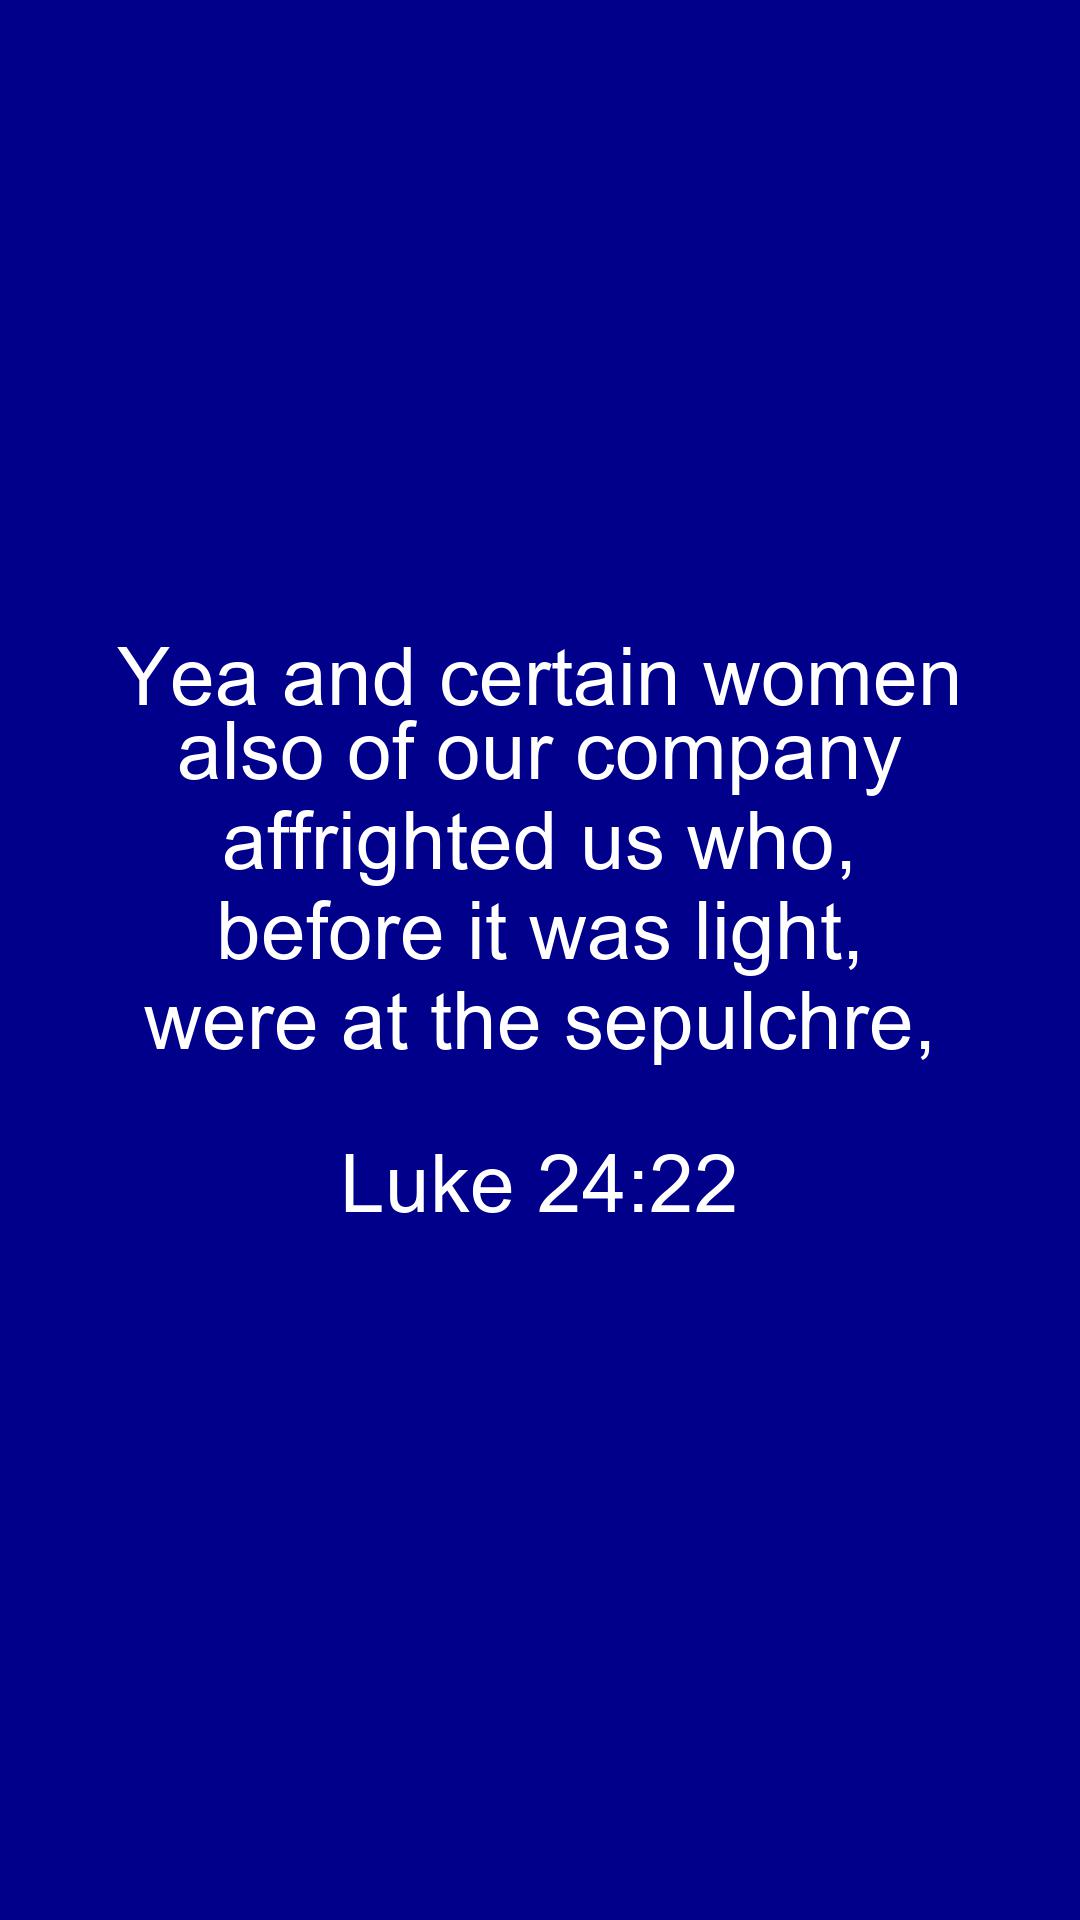 Yea and certain women
also of our company
affrighted us who,
before it was light,
were at the sepulchre,
Luke 24:22